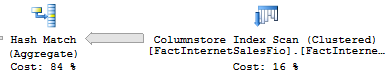 Hash Match
(Aggregate)
Cost: 84 %
Columnstore Index Scan (Clustered)
[FactInternetSalesFio].[FactInterne…
Cost: 16 %